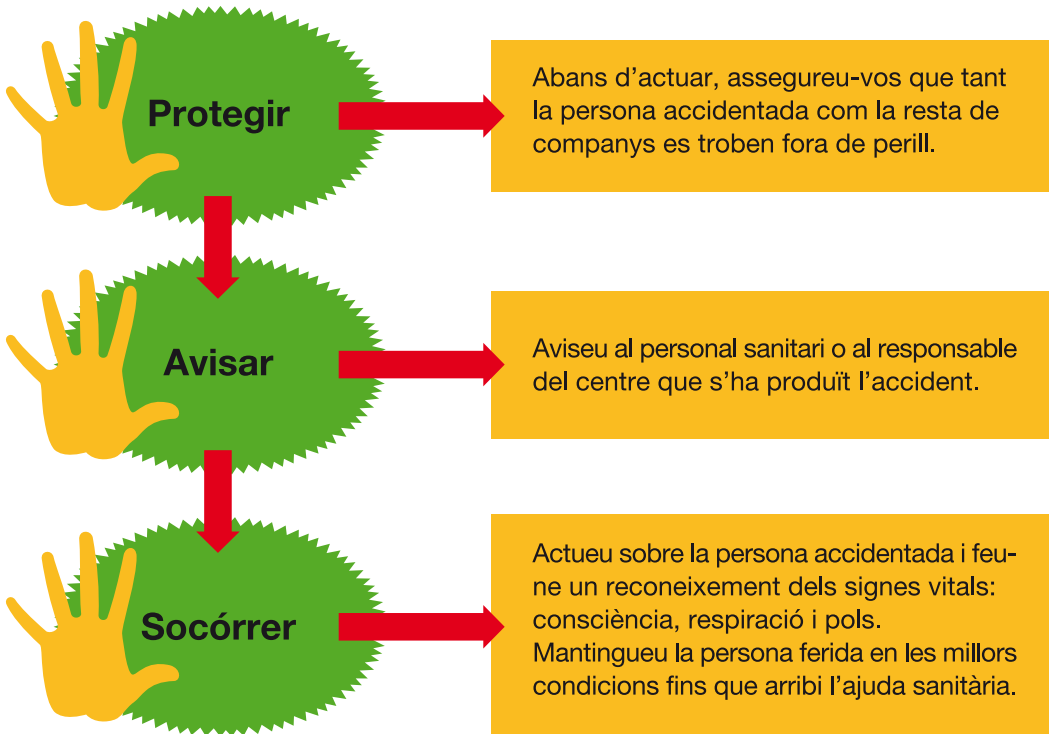 Protegir
Abans d'actuar, assegureu-vos que tant
la persona accidentada com la resta de
companys es troben fora de perill.
Avisar
Aviseu al personal sanitari o al responsable
del centre que s'ha produït l'accident.
Socórrer
Actueu sobre la persona accidentada i feu-
ne un reconeixement dels signes vitals:
consciència, respiració i pols.
Mantingueu la persona ferida en les millors
condicions fins que arribi l'ajuda sanitària.